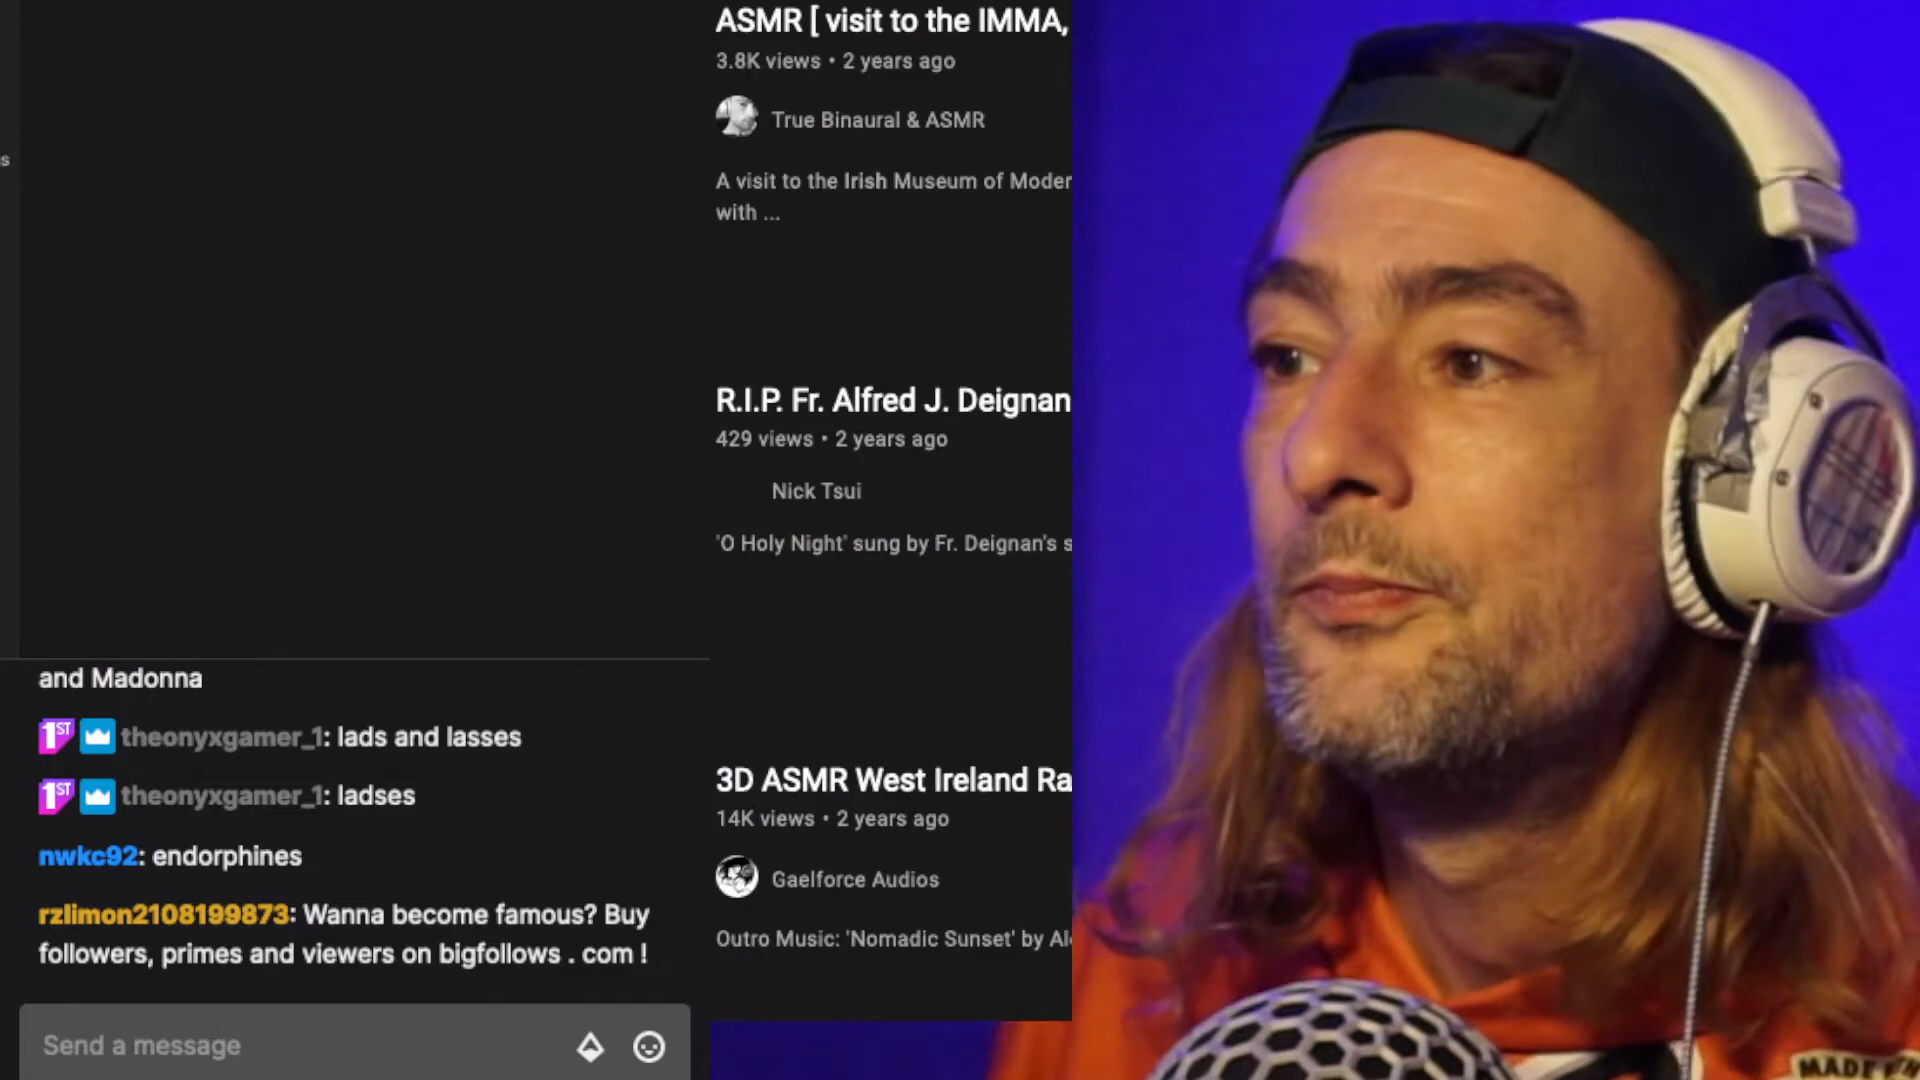 s
ASMR [ visit to the IMMA,
3.8K views • 2 years ago
True Binaural & ASMR
A visit to the Irish Museum of Moder
with ...
R.I.P. Fr. Alfred J. Deignan
429 views • 2 years ago
Nick Tsui
'O Holy Night' sung by Fr. Deignan's s
3D ASMR West Ireland Ra
14K views • 2 years ago
Gaelforce Audios
Outro Music: 'Nomadic Sunset' by Al
and Madonna
1ST theonyxgamer_1: lads and lasses
1ST theonyxgamer_1: ladses
nwkc92: endorphines
rzlimon2108199873: Wanna become famous? Buy
followers, primes and viewers on bigfollows . com !
Send a message
MADE